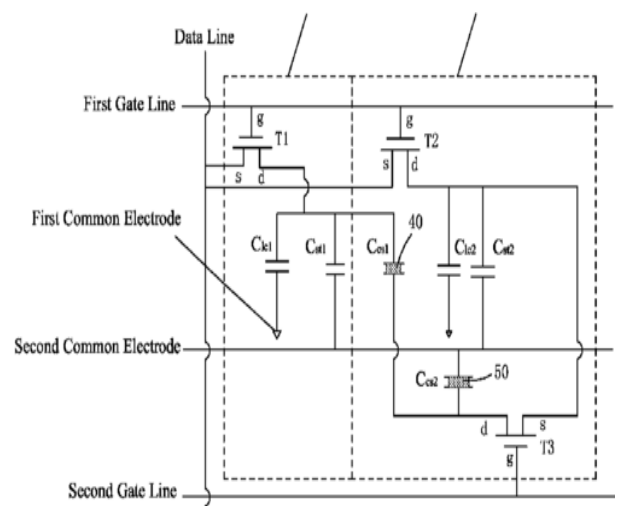 Data Line
First Gate Line
g
T1
g
T2
s
d
s
d
First Common Electrode
40
Clc1
Cst1
Ccs1
Clc2
Cst2
Second Common Electrode
Ccs2
50
d
s
T3
g
Second Gate Line